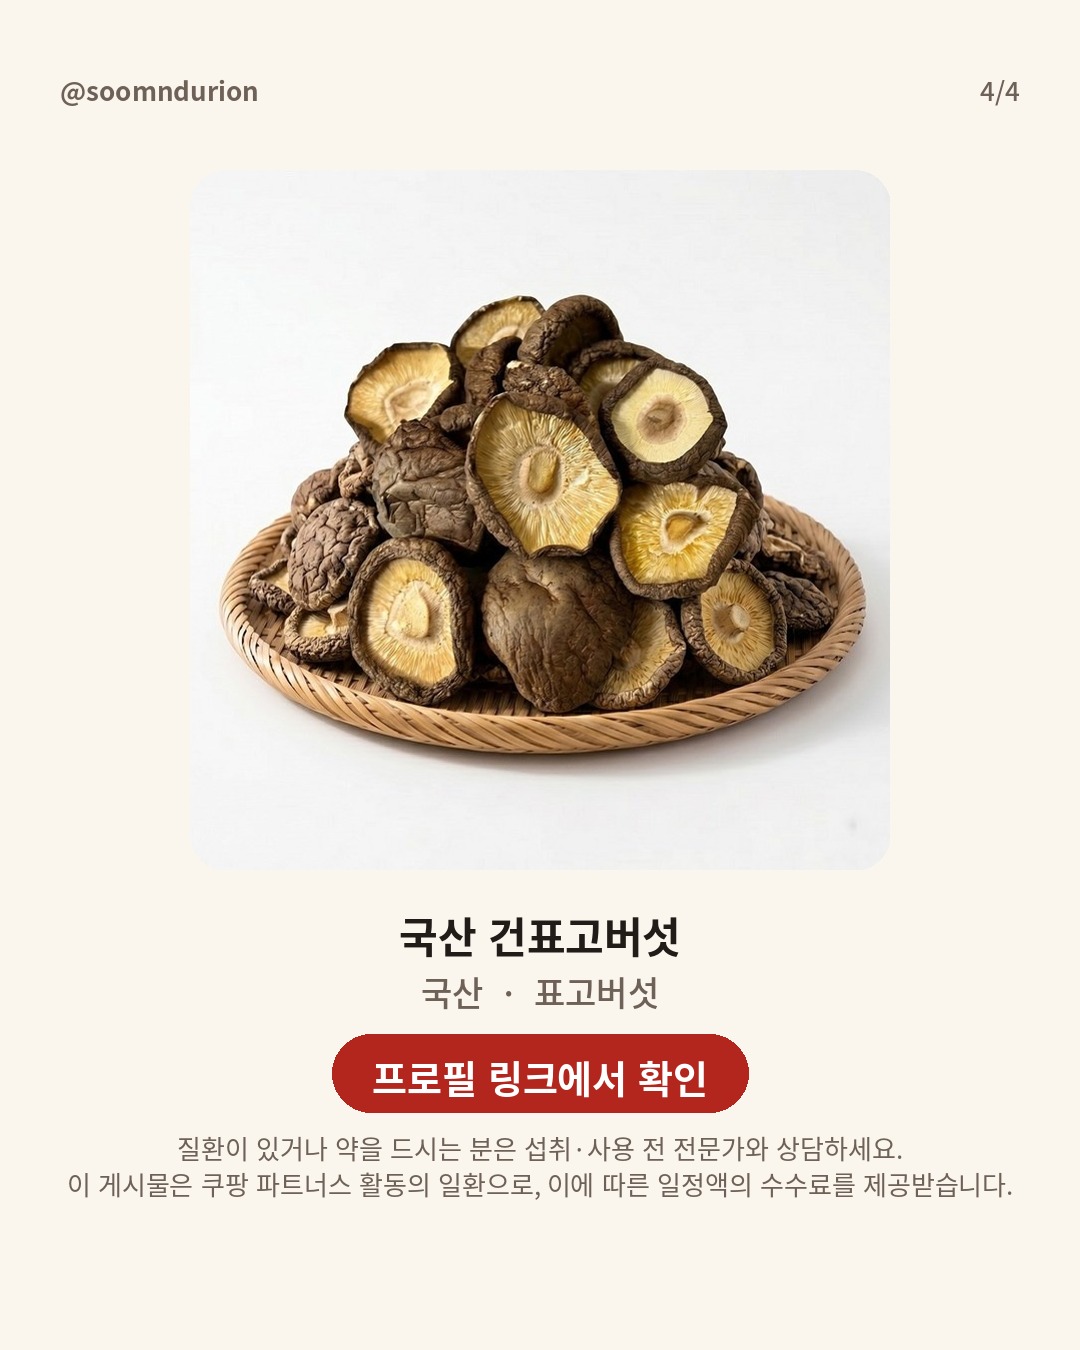 @soomndurion
4/4
국산 건표고버섯
국산 · 표고버섯
프로필 링크에서 확인
질환이 있거나 약을 드시는 분은 섭취·사용 전 전문가와 상담하세요.
이 게시물은 쿠팡 파트너스 활동의 일환으로, 이에 따른 일정액의 수수료를 제공받습니다.